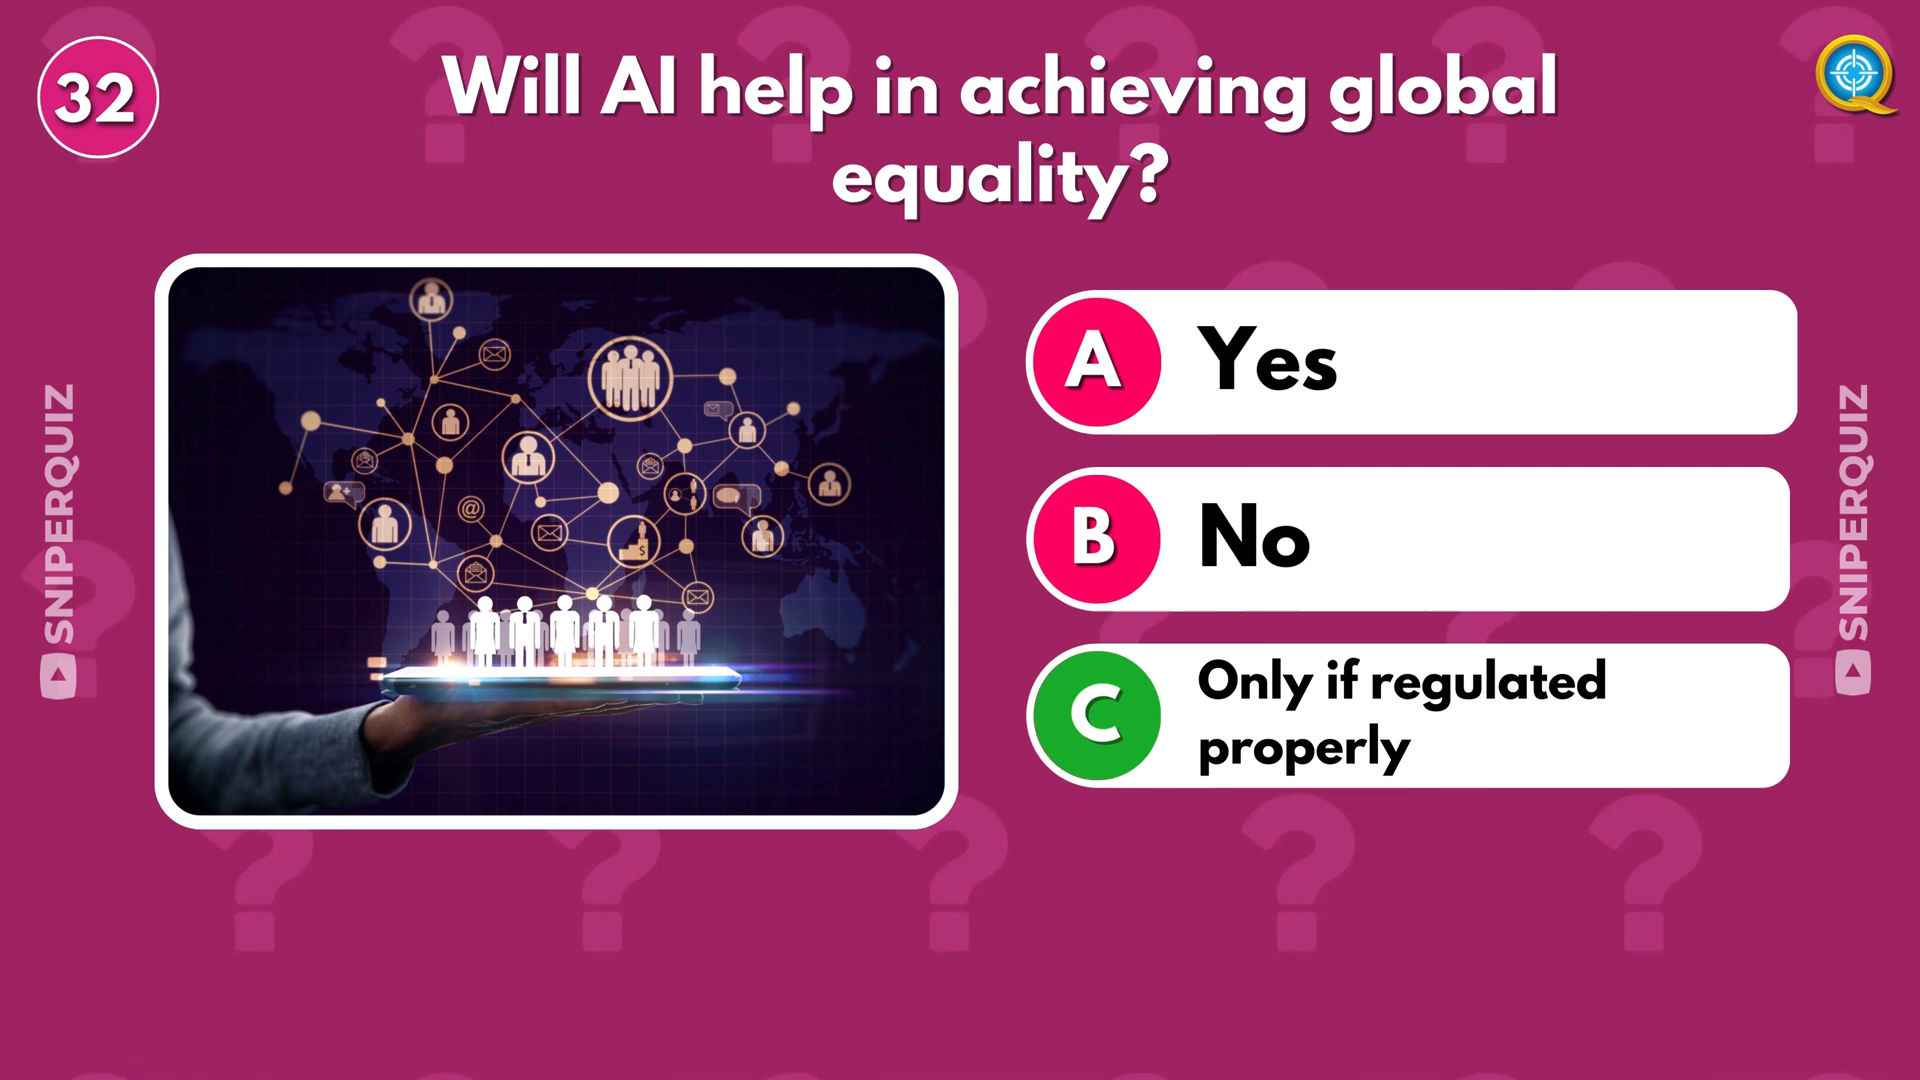 32
Will AI help in achieving global
equality?
A Yes
B No
C Only if regulated
properly
SNIPERQUIZ
SNIPERQUIZ
@
$